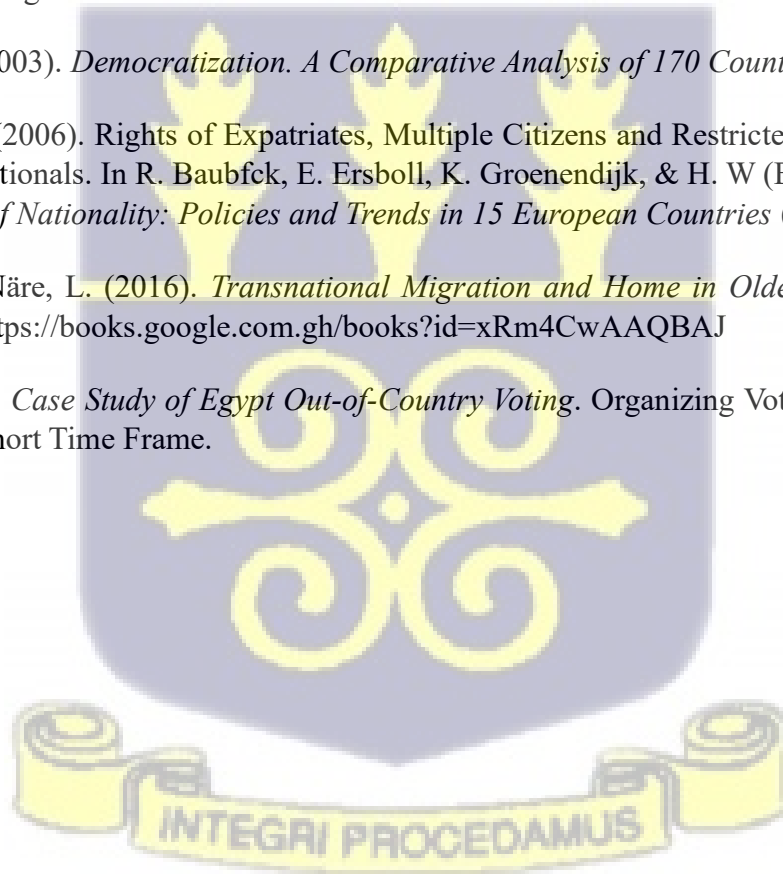 003). Democratization. A Comparative Analysis of 170 Count
(2006). Rights of Expatriates, Multiple Citizens and Restricte
tionals. In R. Baubfck, E. Ersboll, K. Groenendijk, & H. W (E
f Nationality: Policies and Trends in 15 European Countries (
Näre, L. (2016). Transnational Migration and Home in Olde
tps://books.google.com.gh/books?id=xRm4CwAAQBAJ
Case Study of Egypt Out-of-Country Voting. Organizing Vot
hort Time Frame.
INTEGRI PROCEDAMUS